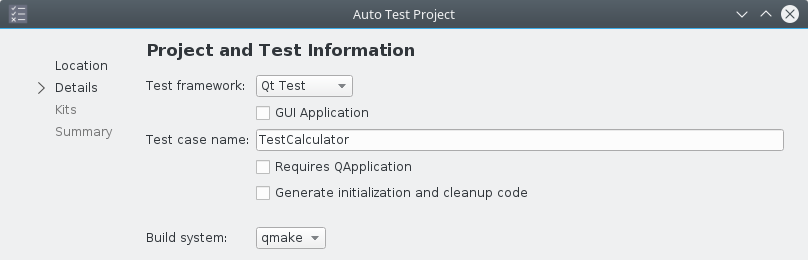 Auto Test Project
Project and Test Information
Location
Details
Kits
Summary
Test framework: Qt Test
GUI Application
Test case name: TestCalculator
Requires QApplication
Generate initialization and cleanup code
Build system: qmake